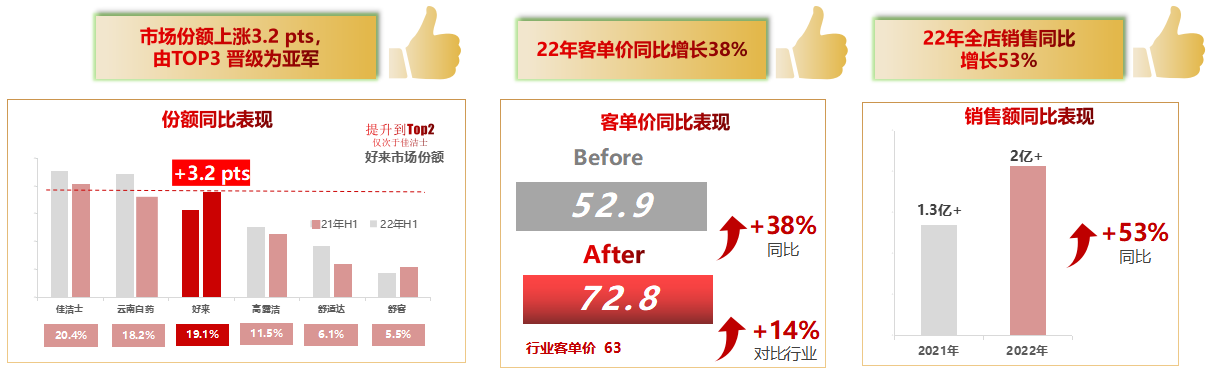 市场份额上涨3.2 pts,
由TOP3 晋级为亚军
22年客单价同比增长38%
22年全店销售同比
增长53%
份额同比表现
提升到Top2
仅次于佳洁士
好来市场份额
+3.2 pts
21年H1 22年H1
佳洁士 云南白药 好来 高露洁 舒适达 舒客
20.4% 18.2% 19.1% 11.5% 6.1% 5.5%
客单价同比表现
Before
52.9
+38%
同比
After
72.8
+14%
对比行业
行业客单价 63
销售额同比表现
2亿+
1.3亿+
+53%
同比
2021年 2022年